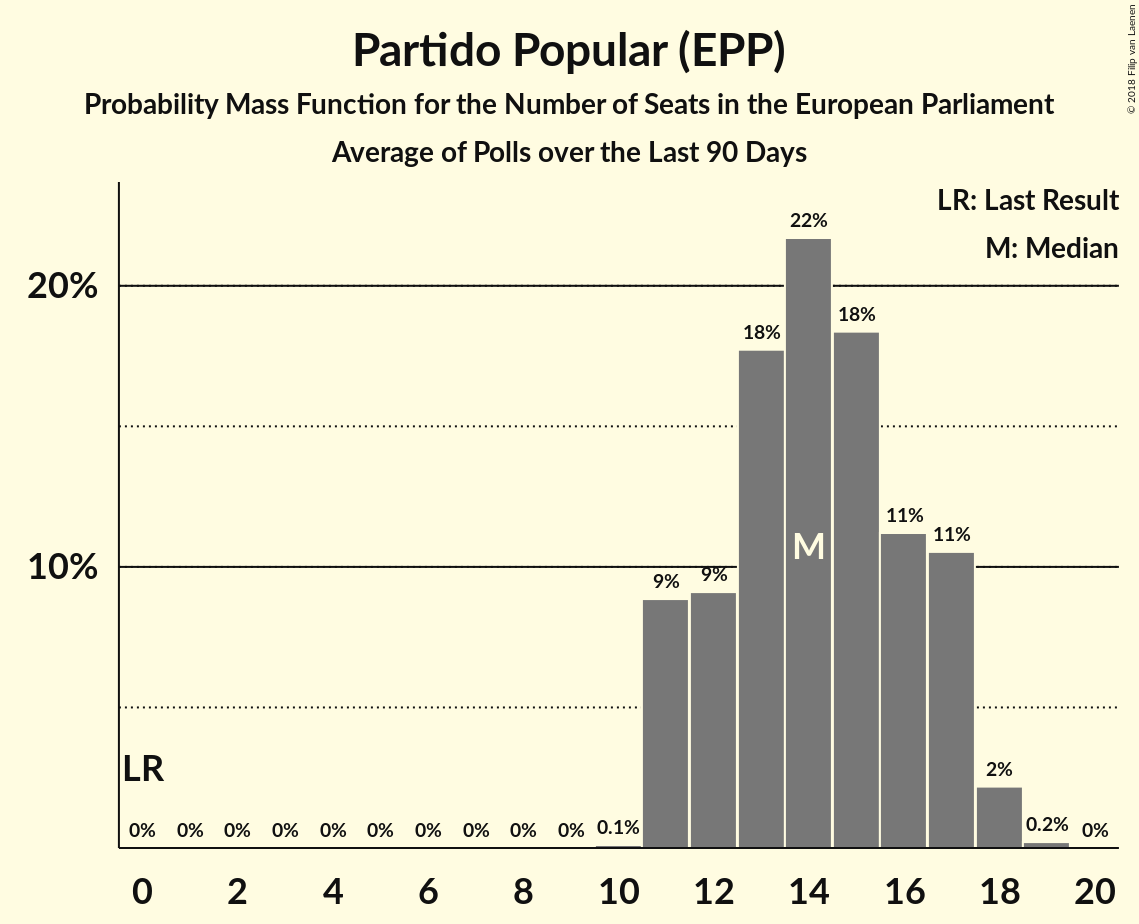 © 2018 Filip van Laenen
Partido Popular (EPP)
Probability Mass Function for the Number of Seats in the European Parliament
Average of Polls over the Last 90 Days
LR: Last Result
M: Median
22%
20%
18%
18%
11%
11%
M
10%
9%
9%
LR
2%
0% 0% 0% 0% 0% 0% 0% 0% 0% 0% 0.1% 0.2% 0%
0 2 4 6 8 10 12 14 16 18 20